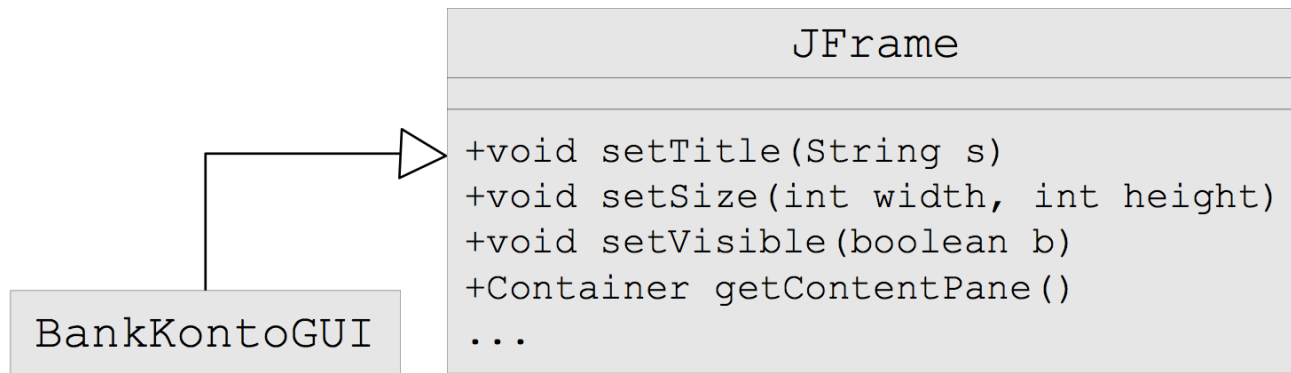 JFrame
+void setTitle(String s)
+void setSize(int width, int height)
+void setVisible(boolean b)
+Container getContentPane()
...
BankKontoGUI